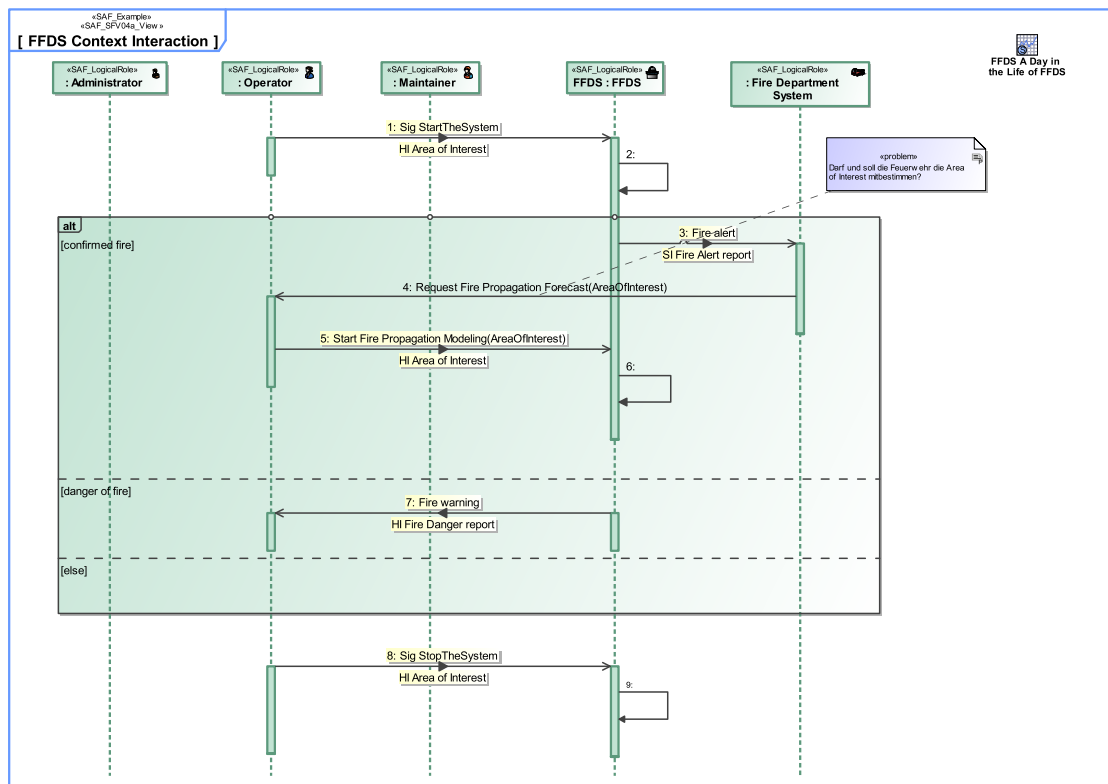 «SAF_Example»
«SAF_SFV04a_View »
[ FFDS Context Interaction ]
FFDS A Day in
the Life of FFDS
«SAF_LogicalRole»
: Administrator
«SAF_LogicalRole»
: Operator
«SAF_LogicalRole»
: Maintainer
«SAF_LogicalRole»
FFDS : FFDS
«SAF_LogicalRole»
: Fire Department
System
1: Sig StartTheSystem
HI Area of Interest
2:
«problem»
Darf und soll die Feuerwehr die Area
of Interest mitbestimmen?
alt
[confirmed fire]
3: Fire alert
SI Fire Alert report
4: Request Fire Propagation Forecast(AreaOfInterest)
5: Start Fire Propagation Modeling(AreaOfInterest)
HI Area of Interest
6:
[danger of fire]
7: Fire warning
HI Fire Danger report
[else]
8: Sig StopTheSystem
HI Area of Interest
9: